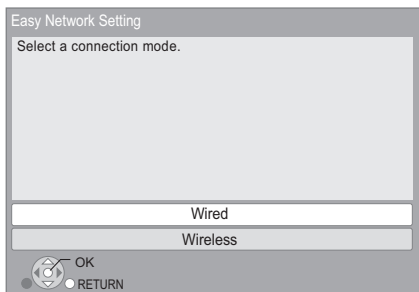 Easy Network Setting
Select a connection mode.
Wired
Wireless
OK
RETURN